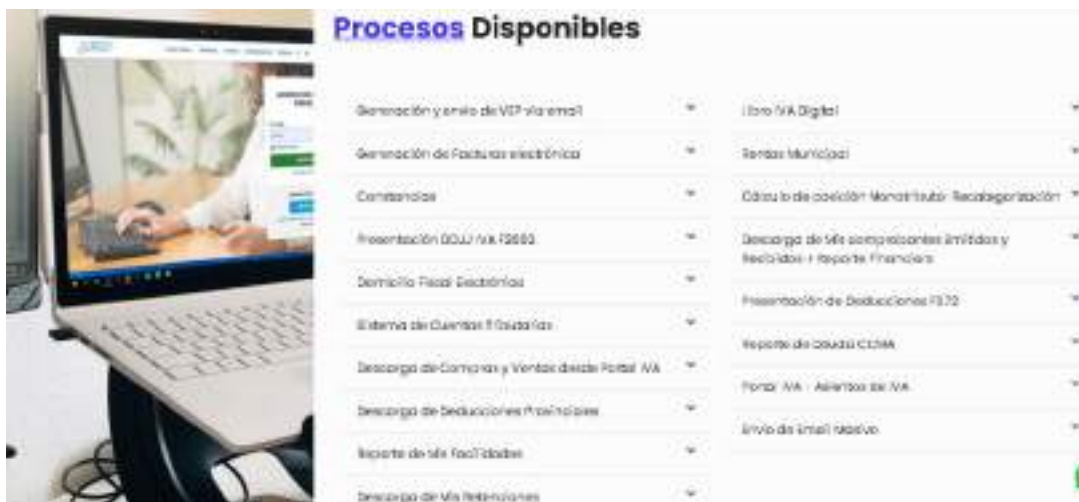 Procesos Disponibles
Generación y envío de VEP vía email
Generación de Facturas electrónica
Constancias
Presentación DDJJ IVA
Domicilio Fiscal Electrónico
Sistema de Cuentas Tributarias
Descarga de Compras y Ventas desde Portal IVA
Descarga de Deducciones Provinciales
Reporte de Mis Facilidades
Descarga de Mis Retenciones
Libro IVA Digital
Rentas Municipal
Cálculo de posición Monotributo: Recategorización
Descarga de Mis comprobantes Emitidos y
Recibidos + Reporte Financiero
Presentación de Deducciones
Reporte de Deuda CCMA
Portal IVA - Asientos de IVA
Envío de Email Masivo